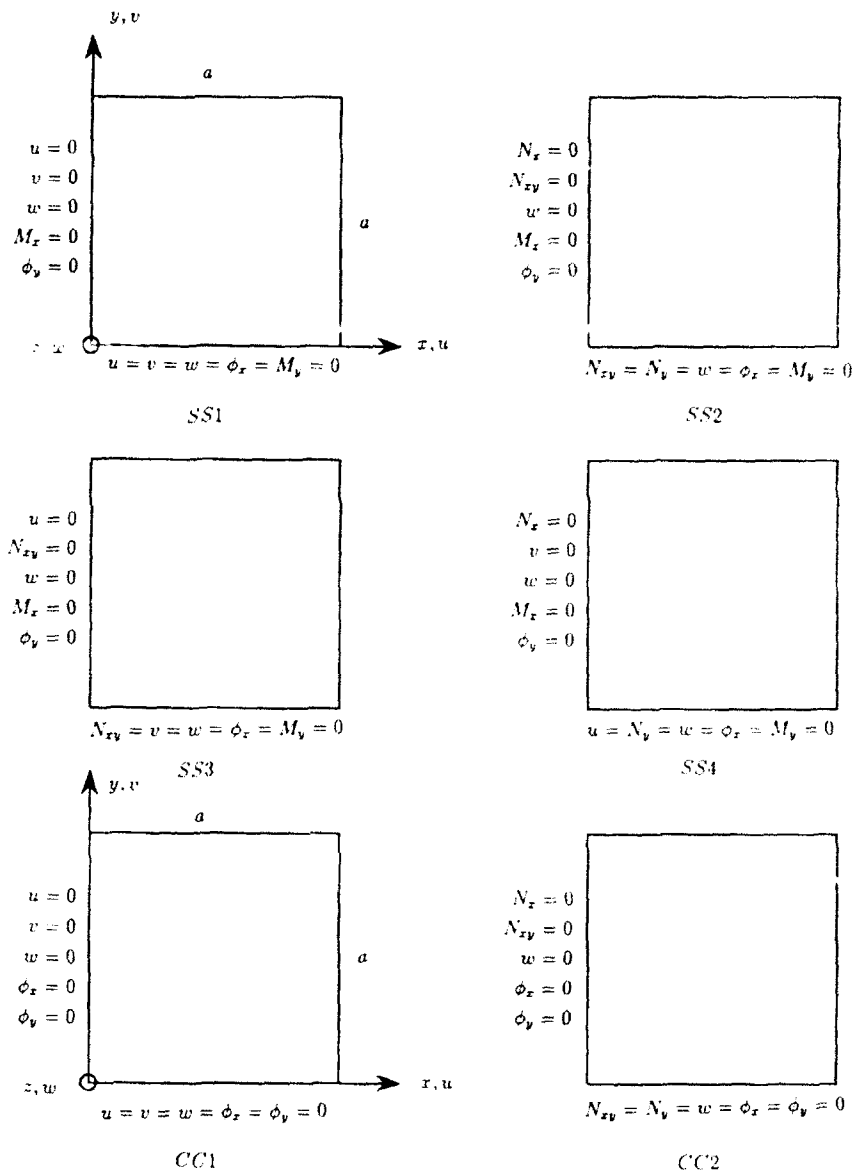 y, v
a
u = 0
v = 0
w = 0
M_x = 0
φ_y = 0
a
x, u
u = v = w = φ_x = M_y = 0
SS1
N_x = 0
N_xy = 0
w = 0
M_x = 0
φ_y = 0
N_xy = N_y = w = φ_x = M_y = 0
SS2
u = 0
N_xy = 0
w = 0
M_x = 0
φ_y = 0
N_xy = v = w = φ_x = M_y = 0
SS3
N_x = 0
v = 0
w = 0
M_x = 0
φ_y = 0
u = N_y = w = φ_x = M_y = 0
SS4
y, v
a
u = 0
v = 0
w = 0
φ_x = 0
φ_y = 0
a
z, w
x, u
u = v = w = φ_x = φ_y = 0
CC1
N_x = 0
N_xy = 0
w = 0
φ_x = 0
φ_y = 0
N_xy = N_y = w = φ_x = φ_y = 0
CC2